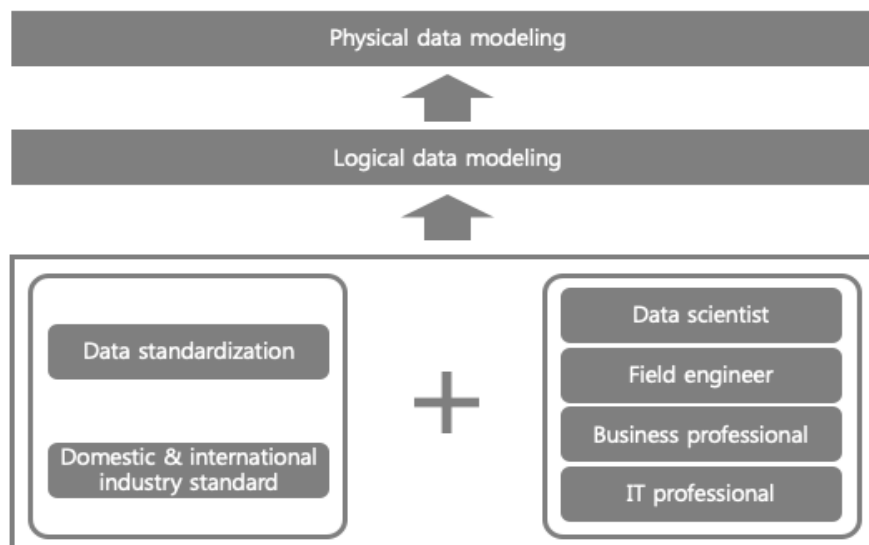 Physical data modeling
Logical data modeling
Data standardization
Domestic & international
industry standard
Data scientist
Field engineer
Business professional
IT professional